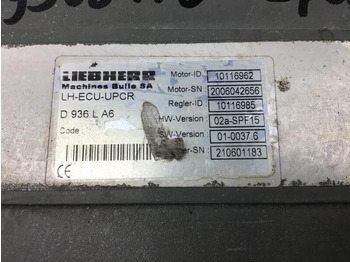 LIEBHERR
Machines Bulle SA
LH-ECU-UPCR
D 936 L A6
Code
Motor-ID 10116962
Motor-SN 2006042656
Regler-ID 10116985
HW-Version: 02a-SPF15
-Version: 01-0037.6
-SN: 210601183
CE